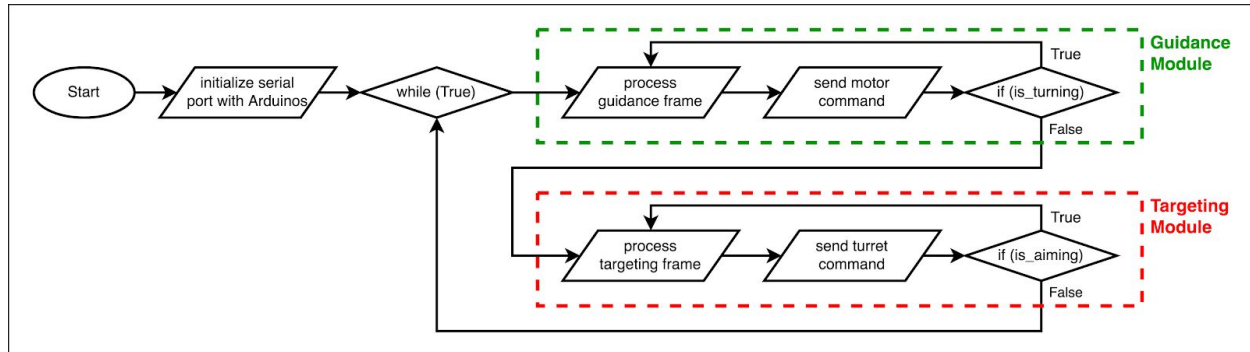 Start
initialize serial
port with Arduinos
while (True)
process
guidance frame
send motor
command
if (is_turning)
True
False
Guidance
Module
process
targeting frame
send turret
command
if (is_aiming)
True
False
Targeting
Module